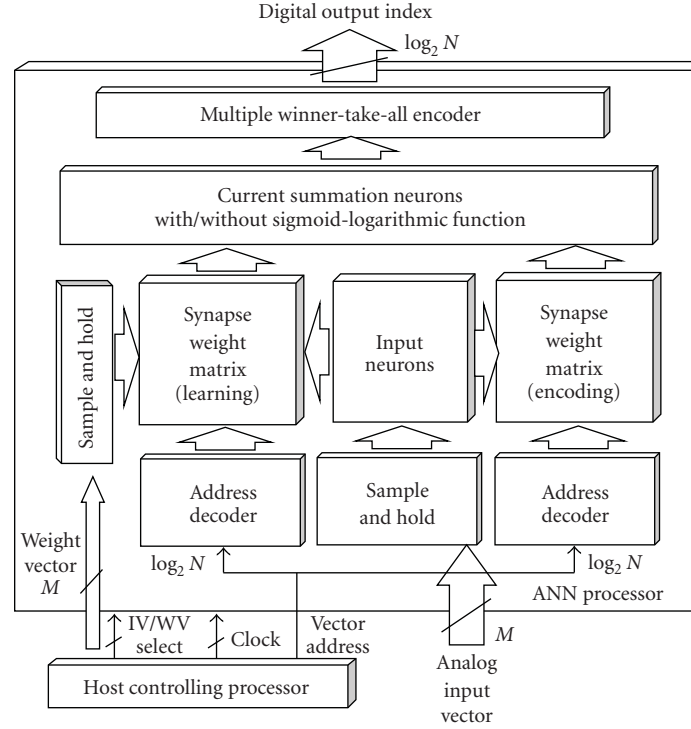 Digital output index
log₂ N
Multiple winner-take-all encoder
Current summation neurons
with/without sigmoid-logarithmic function
Sample and hold
Synapse
weight
matrix
(learning)
Input
neurons
Synapse
weight
matrix
(encoding)
Address
decoder
Sample
and hold
Address
decoder
Weight
vector
M
log₂ N
log₂ N
ANN processor
IV/WV
select
Clock
Vector
address
M
Host controlling processor
Analog
input
vector